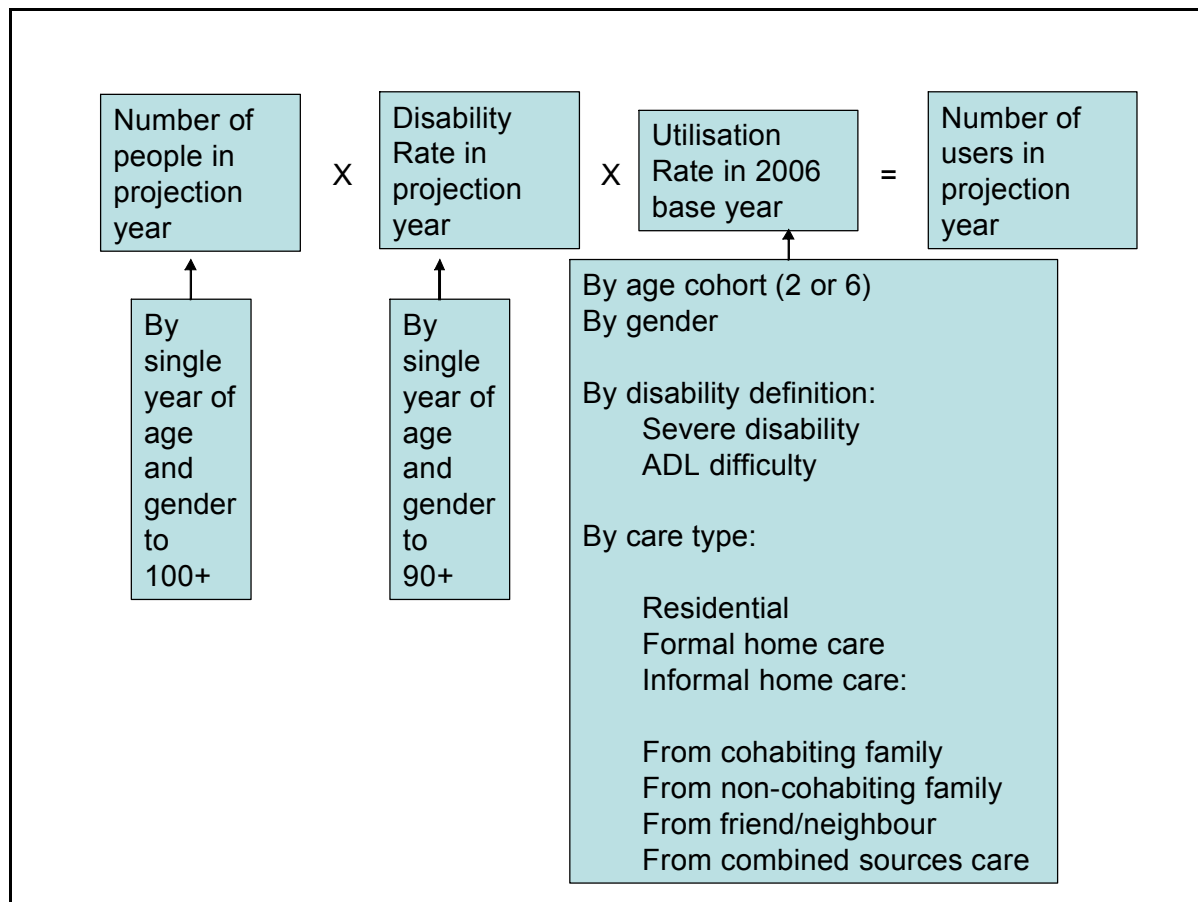 Number of
people in
projection
year
X
Disability
Rate in
projection
year
X
Utilisation
Rate in 2006
base year
=
Number of
users in
projection
year
By
single
year of
age
and
gender
to
100+
By
single
year of
age
and
gender
to
90+
By age cohort (2 or 6)
By gender
By disability definition:
Severe disability
ADL difficulty
By care type:
Residential
Formal home care
Informal home care:
From cohabiting family
From non-cohabiting family
From friend/neighbour
From combined sources care